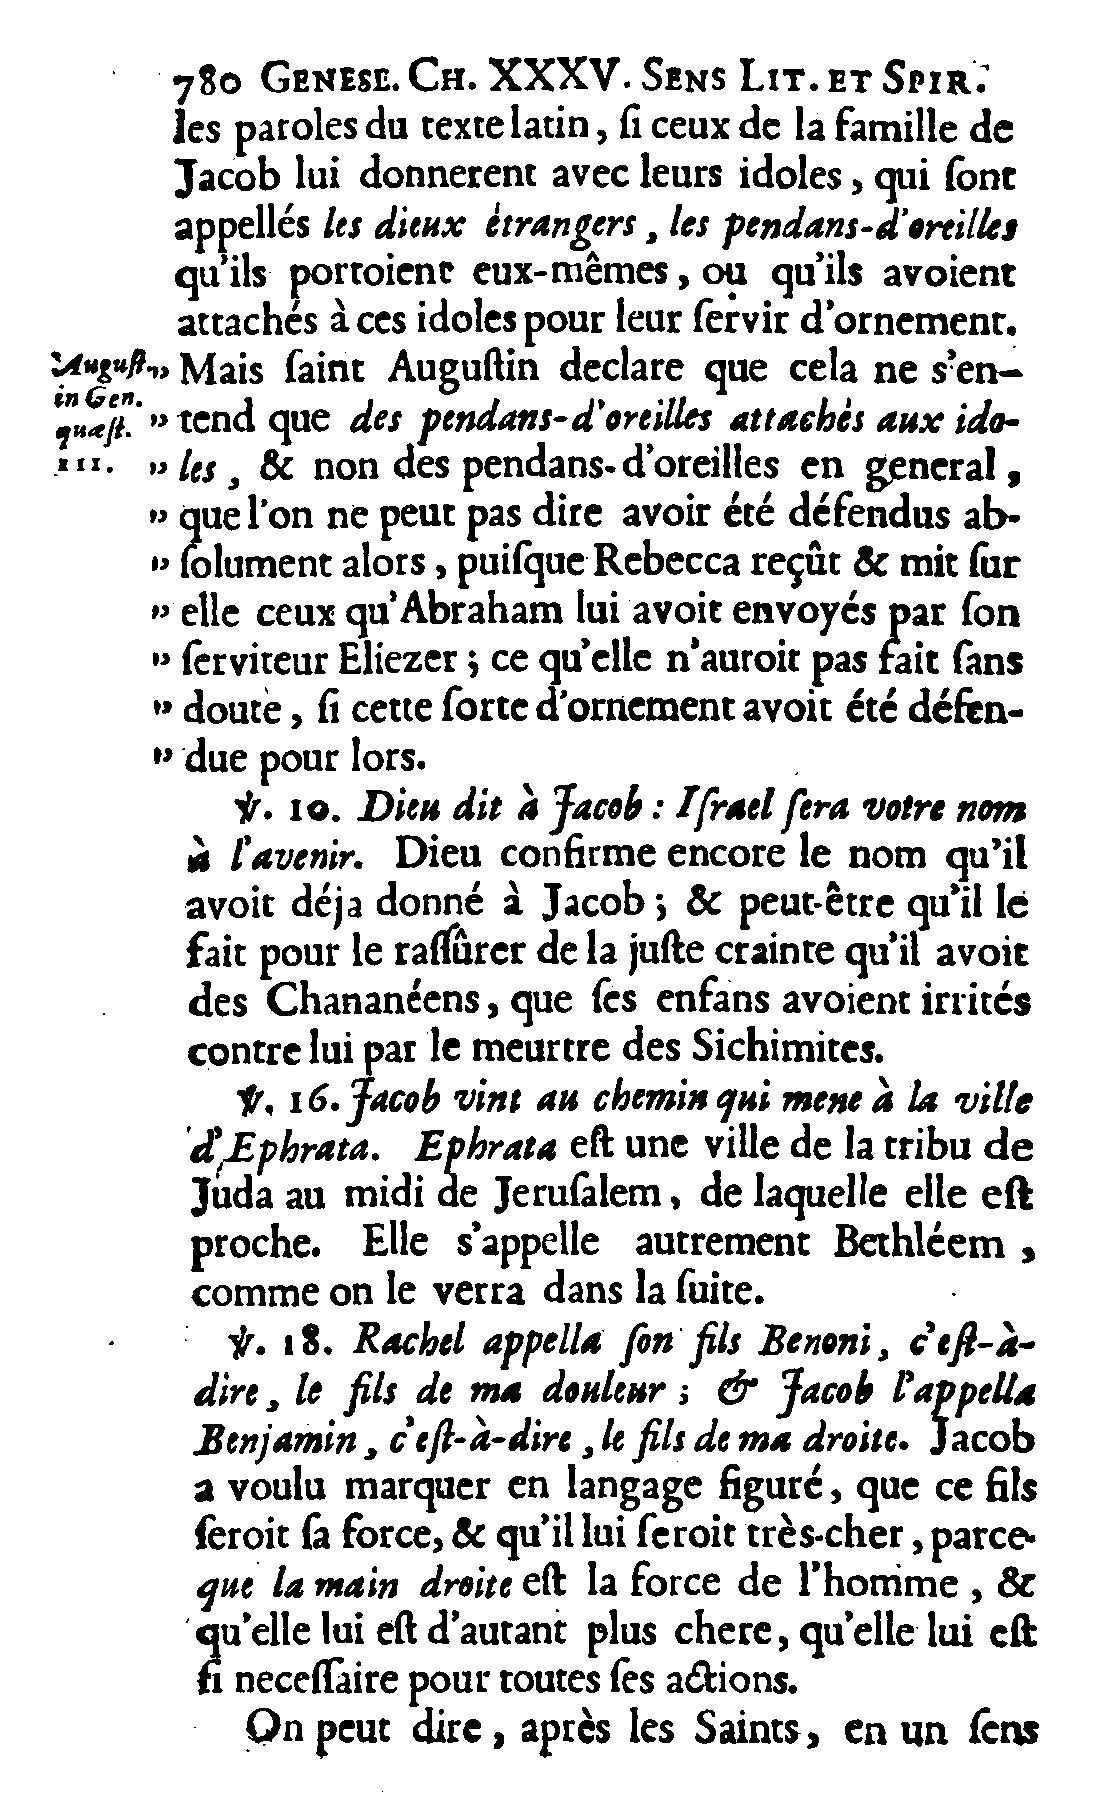 780 GENESE. CH. XXXV. SENS LIT. ET SPIR.
les paroles du texte latin, ſi ceux de la famille de
Jacob lui donnerent avec leurs idoles, qui ſont
appellés les dieux étrangers, les pendans-d'oreilles
qu'ils portoient eux-mêmes, ou qu'ils avoient
attachés à ces idoles pour leur ſervir d'ornement.
Auguſt. in Gen. quæſt. 111.
„ Mais ſaint Auguſtin declare que cela ne s'en-
„ tend que des pendans-d'oreilles attachés aux ido-
„ les, & non des pendans-d'oreilles en general,
„ que l'on ne peut pas dire avoir été défendus ab-
„ ſolument alors, puiſque Rebecca reçût & mit ſur
„ elle ceux qu'Abraham lui avoit envoyés par ſon
„ ſerviteur Eliezer; ce qu'elle n'auroit pas fait ſans
„ doute, ſi cette ſorte d'ornement avoit été défen-
„ due pour lors.
℣. 10. Dieu dit à Jacob : Iſrael ſera votre nom
à l'avenir. Dieu confirme encore le nom qu'il
avoit déja donné à Jacob; & peut-être qu'il le
fait pour le raſſûrer de la juſte crainte qu'il avoit
des Chananéens, que ſes enfans avoient irrités
contre lui par le meurtre des Sichimites.
℣. 16. Jacob vint au chemin qui mene à la ville
d'Ephrata. Ephrata eſt une ville de la tribu de
Juda au midi de Jeruſalem, de laquelle elle eſt
proche. Elle s'appelle autrement Bethléem,
comme on le verra dans la ſuite.
℣. 18. Rachel appella ſon fils Benoni, c'eſt-à-
dire, le fils de ma douleur; & Jacob l'appella
Benjamin, c'eſt-à-dire, le fils de ma droite. Jacob
a voulu marquer en langage figuré, que ce fils
ſeroit ſa force, & qu'il lui ſeroit très-cher, parce-
que la main droite eſt la force de l'homme, &
qu'elle lui eſt d'autant plus chere, qu'elle lui eſt
ſi neceſſaire pour toutes ſes actions.
On peut dire, après les Saints, en un ſens